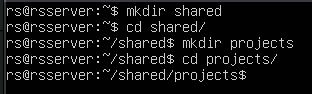 rs@rsserver:~$ mkdir shared
rs@rsserver:~$ cd shared/
rs@rsserver:~/shared$ mkdir projects
rs@rsserver:~/shared$ cd projects/
rs@rsserver:~/shared/projects$